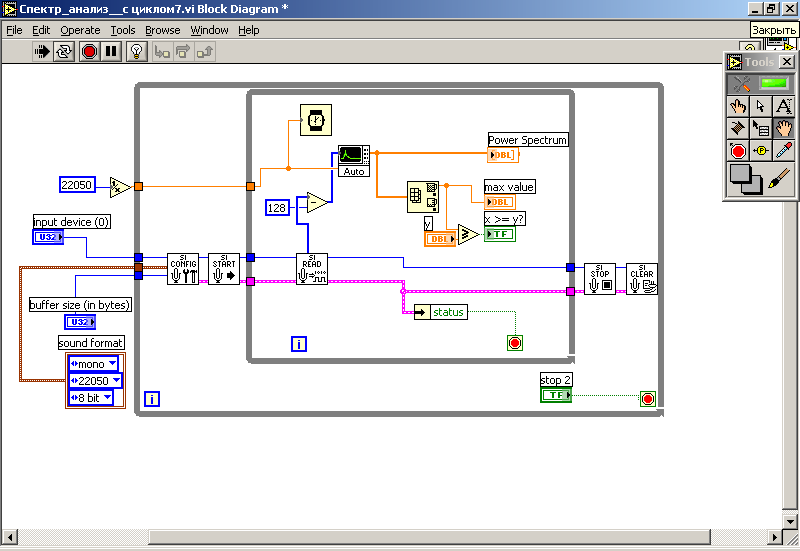 Спектр_анализ__с циклом7.vi Block Diagram *
File Edit Operate Tools Browse Window Help
Закрыть
Tools
Power Spectrum
DBL
Auto
22050
max value
DBL
128
y
x >= y?
DBL
TF
input device (0)
U32
SI CONFIG
SI START
SI READ
SI STOP
SI CLEAR
buffer size (in bytes)
U32
status
sound format
mono
22050
8 bit
i
stop 2
TF
i